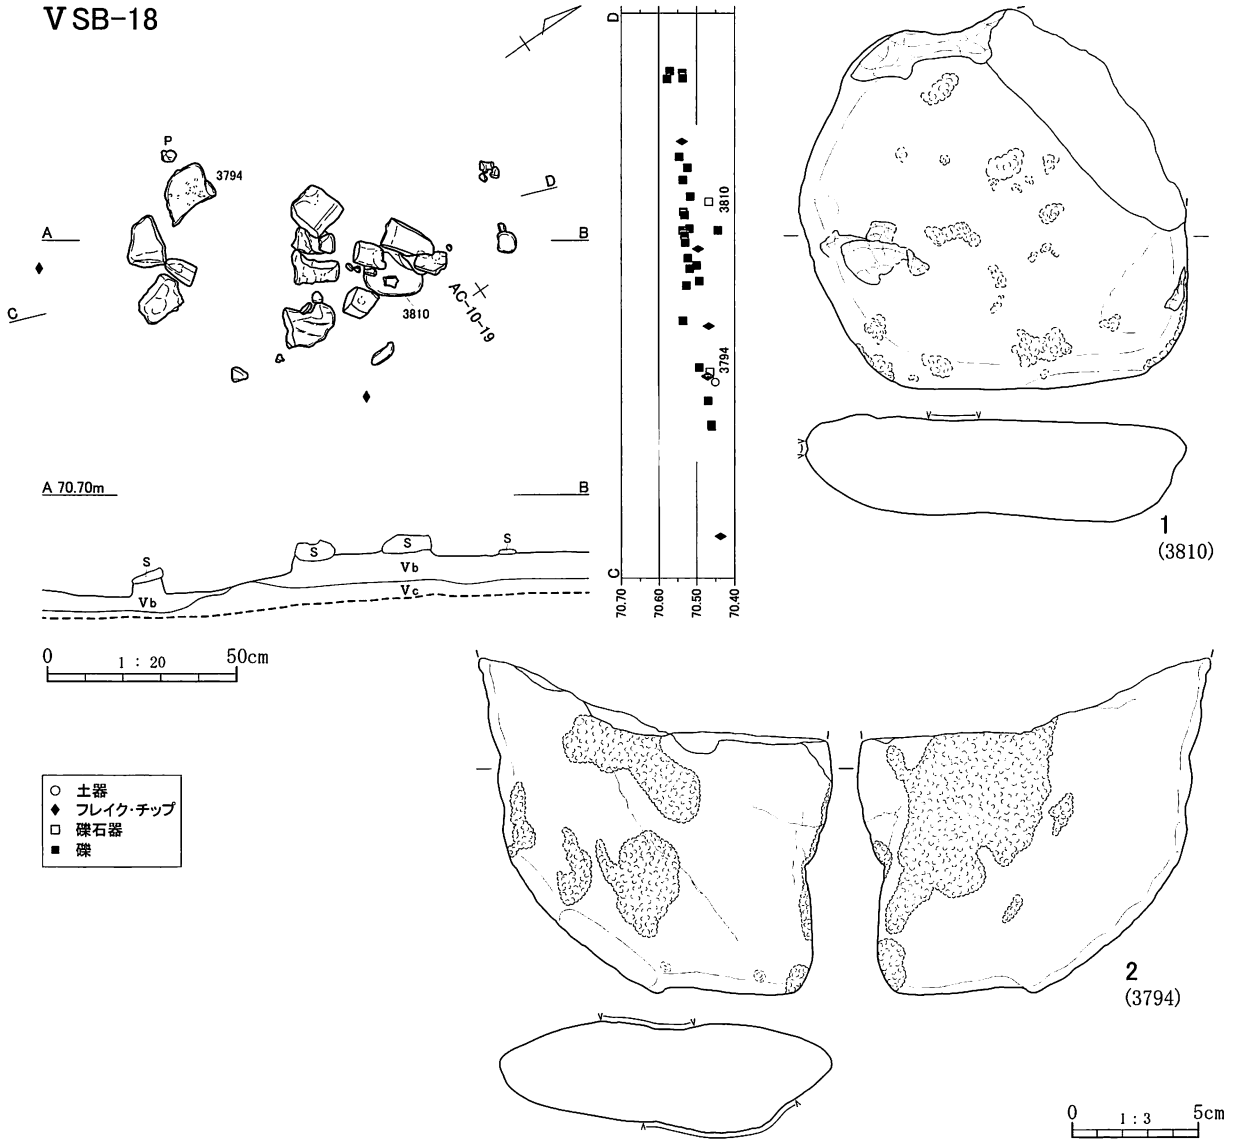 V SB-18
P
3794
D
A
B
C
3810
AC-10-19
A 70.70m
B
S
S
S
S
Vb
Vb
Vc
0 1:20 50cm
○ 土器
◆ フレイク・チップ
□ 礫石器
■ 礫
D
3810
3794
C
70.70
70.60
70.50
70.40
1
(3810)
2
(3794)
0 1:3 5cm